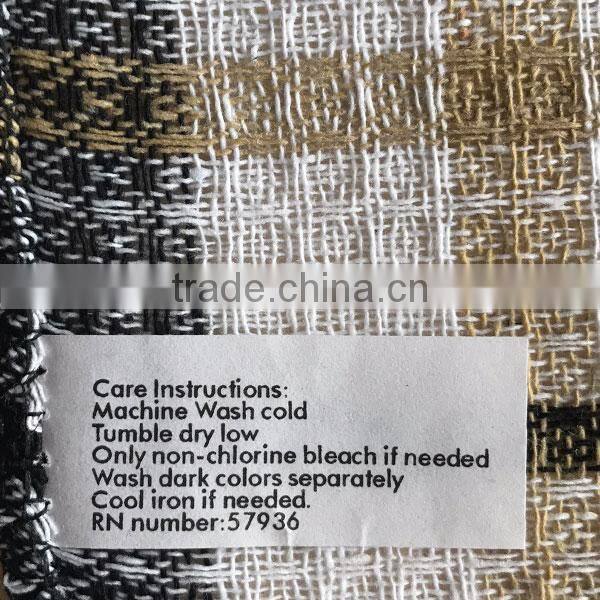 trade.china.cn
Care Instructions:
Machine Wash cold
Tumble dry low
Only non-chlorine bleach if needed
Wash dark colors separately
Cool iron if needed.
RN number:57936